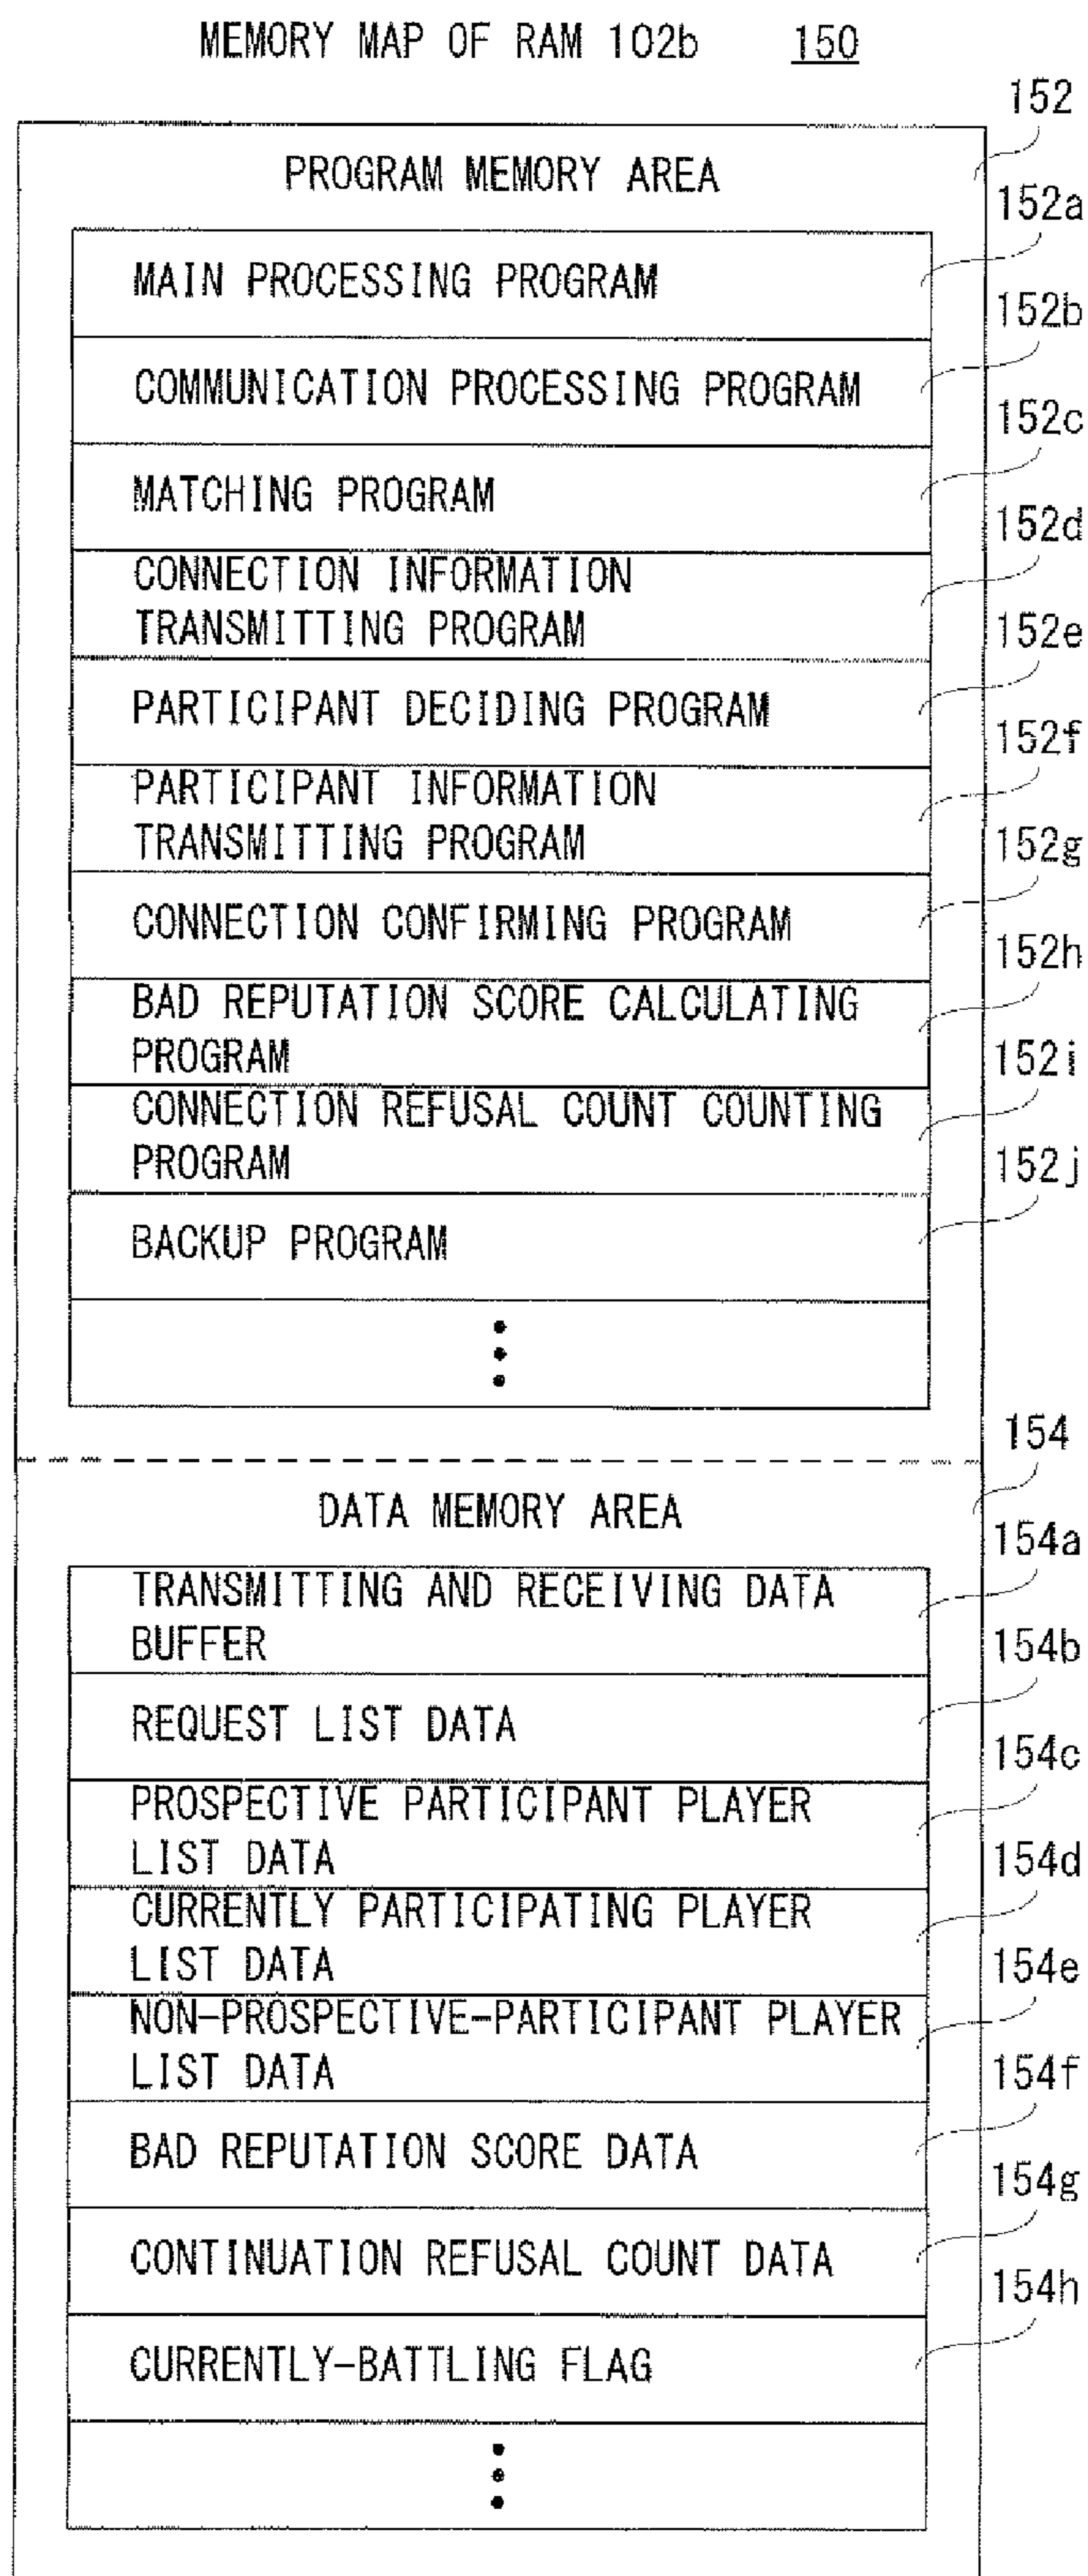 MEMORY MAP OF RAM 102b 150
152
PROGRAM MEMORY AREA
152a
MAIN PROCESSING PROGRAM
152b
COMMUNICATION PROCESSING PROGRAM
152c
MATCHING PROGRAM
152d
CONNECTION INFORMATION
TRANSMITTING PROGRAM
152e
PARTICIPANT DECIDING PROGRAM
152f
PARTICIPANT INFORMATION
TRANSMITTING PROGRAM
152g
CONNECTION CONFIRMING PROGRAM
152h
BAD REPUTATION SCORE CALCULATING
PROGRAM
152i
CONNECTION REFUSAL COUNT COUNTING
PROGRAM
152j
BACKUP PROGRAM
154
DATA MEMORY AREA
154a
TRANSMITTING AND RECEIVING DATA
BUFFER
154b
REQUEST LIST DATA
154c
PROSPECTIVE PARTICIPANT PLAYER
LIST DATA
154d
CURRENTLY PARTICIPATING PLAYER
LIST DATA
154e
NON-PROSPECTIVE-PARTICIPANT PLAYER
LIST DATA
154f
BAD REPUTATION SCORE DATA
154g
CONTINUATION REFUSAL COUNT DATA
154h
CURRENTLY-BATTLING FLAG